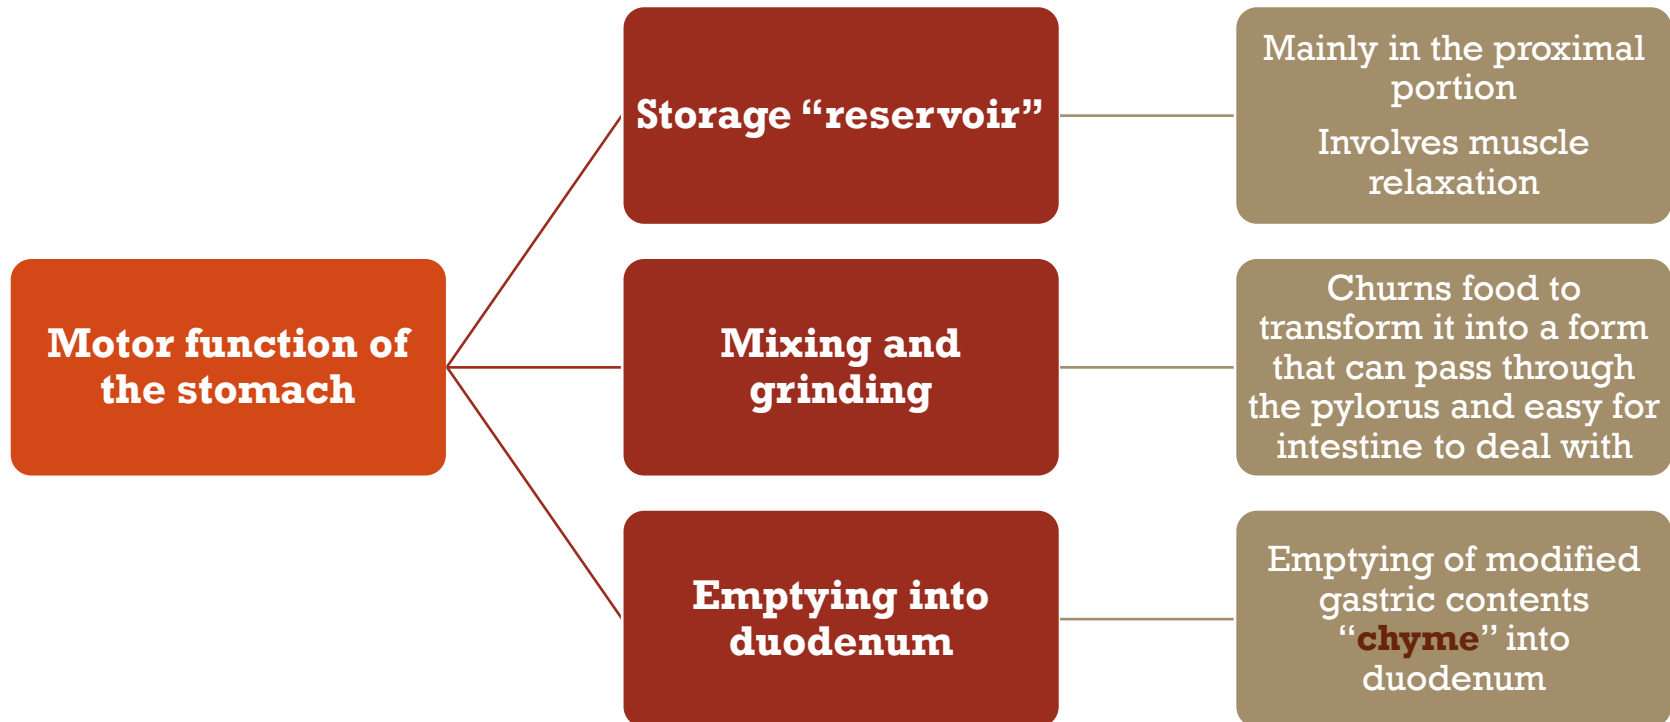 Motor function of
the stomach
Storage “reservoir”
Mainly in the proximal
portion
Involves muscle
relaxation
Mixing and
grinding
Churns food to
transform it into a form
that can pass through
the pylorus and easy for
intestine to deal with
Emptying into
duodenum
Emptying of modified
gastric contents
“chyme” into
duodenum